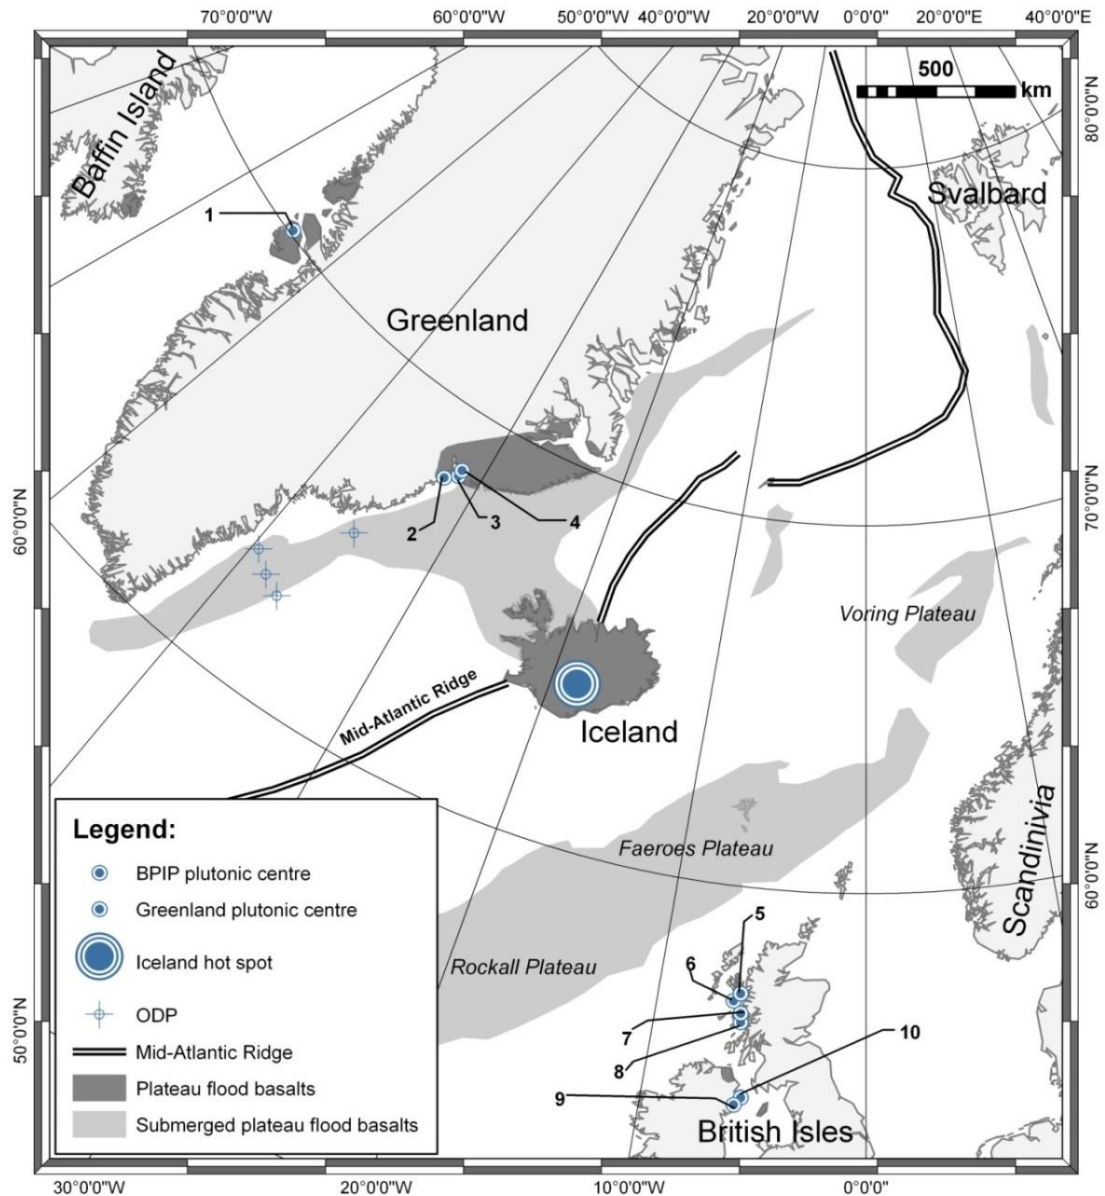 70°0'0"W
60°0'0"W
50°0'0"W
40°0'0"W
20°0'0"W
0°0'0"
20°0'0"E
40°0'0"E
500
km
80°0'0"N
Baffin Island
Svalbard
1
Greenland
70°0'0"N
60°0'0"N
2
3
4
Voring Plateau
Mid-Atlantic Ridge
Iceland
Scandinivia
Faeroes Plateau
60°0'0"N
Rockall Plateau
5
6
7
8
9
10
British Isles
50°0'0"N
Legend:
BPIP plutonic centre
Greenland plutonic centre
Iceland hot spot
ODP
Mid-Atlantic Ridge
Plateau flood basalts
Submerged plateau flood basalts
30°0'0"W
20°0'0"W
10°0'0"W
0°0'0"